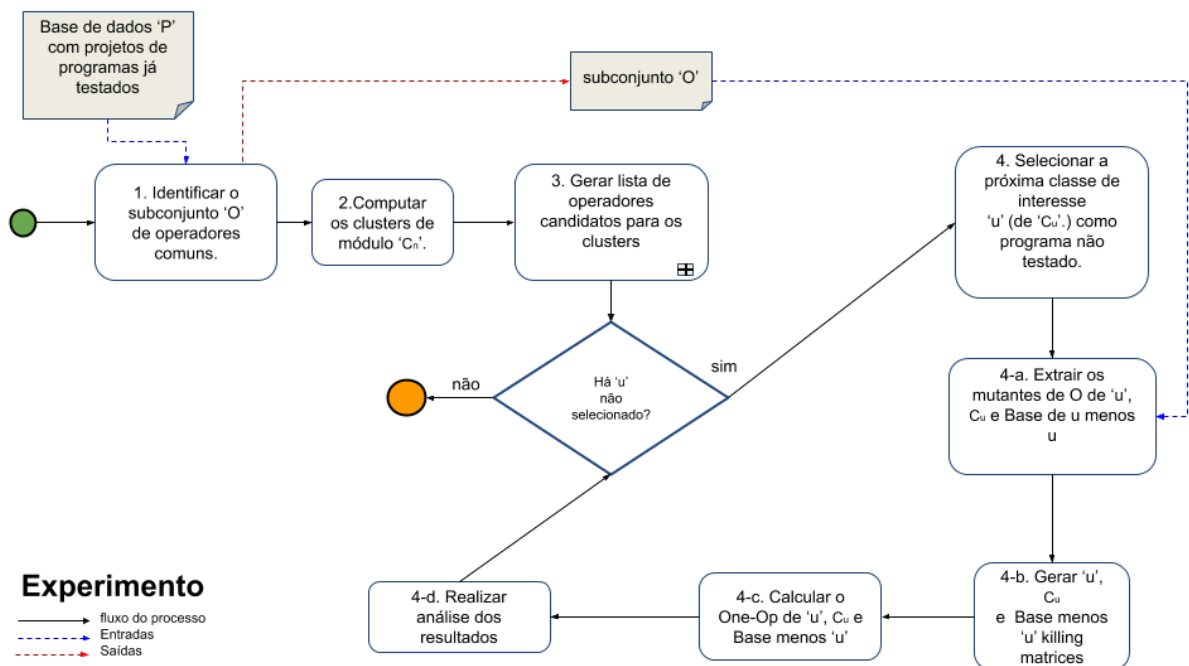 Base de dados ‘P’
com projetos de
programas já
testados
subconjunto ‘O’
1. Identificar o
subconjunto ‘O’
de operadores
comuns.
2.Computar
os clusters de
módulo ‘Cn’.
3. Gerar lista de
operadores
candidatos para os
clusters
4. Selecionar a
próxima classe de
interesse
‘u’ (de ‘Cu’.) como
programa não
testado.
não
Há ‘u’
não
selecionado?
sim
4-a. Extrair os
mutantes de O de ‘u’,
Cu e Base de u menos
u
4-b. Gerar ‘u’,
Cu
e Base menos
‘u’ killing
matrices
4-c. Calcular o
One-Op de ‘u’, Cu e
Base menos ‘u’
4-d. Realizar
análise dos
resultados
Experimento
fluxo do processo
Entradas
Saídas